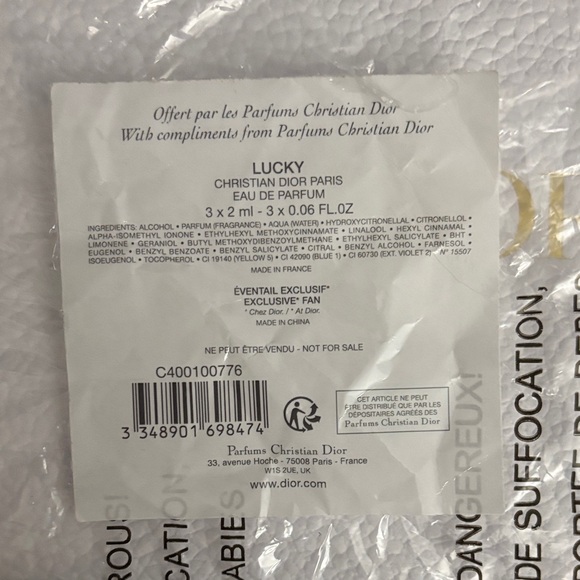 Offert par les Parfums Christian Dior
With compliments from Parfums Christian Dior
LUCKY
CHRISTIAN DIOR PARIS
EAU DE PARFUM
3 x 2 ml - 3 x 0.06 FL.OZ
INGREDIENTS: ALCOHOL • PARFUM (FRAGRANCE) • AQUA (WATER) • HYDROXYCITRONELLAL • CITRONELLOL •
ALPHA-ISOMETHYL IONONE • ETHYLHEXYL METHOXYCINNAMATE • LINALOOL • HEXYL CINNAMAL •
LIMONENE • GERANIOL • BUTYL METHOXYDIBENZOYLMETHANE • ETHYLHEXYL SALICYLATE • BHT •
EUGENOL • BENZYL BENZOATE • BENZYL SALICYLATE • CITRAL • BENZYL ALCOHOL • FARNESOL •
ISOEUGENOL • TOCOPHEROL • CI 19140 (YELLOW 5) • CI 42090 (BLUE 1) • CI 60730 (EXT. VIOLET 2) N° 15507
MADE IN FRANCE
ÉVENTAIL EXCLUSIF*
EXCLUSIVE* FAN
* Chez Dior. / * At Dior.
MADE IN CHINA
NE PEUT ÊTRE VENDU - NOT FOR SALE
C400100776
3 348901 698474
CET ARTICLE NE PEUT
ÊTRE DISTRIBUÉ QUE PAR LES
DÉPOSITAIRES AGRÉÉS DES
Parfums Christian Dior
Parfums Christian Dior
33, avenue Hoche - 75008 Paris - France
W1S 2UE, UK
www.dior.com
DANGEREUX!
DE SUFFOCATION,